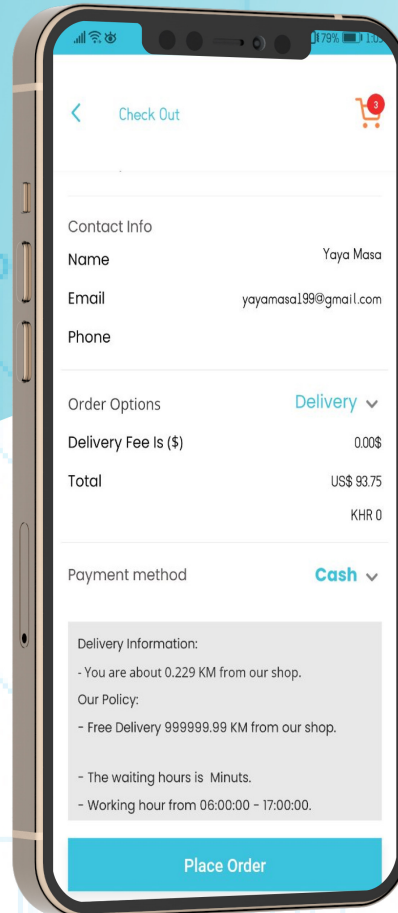 79% 1:05
Check Out
3
Contact Info
Name Yaya Masa
Email yayamasa199@gmail.com
Phone
Order Options Delivery
Delivery Fee Is ($) 0.00$
Total US$ 93.75
KHR 0
Payment method Cash
Delivery Information:
- You are about 0.229 KM from our shop.
Our Policy:
- Free Delivery 999999.99 KM from our shop.
- The waiting hours is Minuts.
- Working hour from 06:00:00 - 17:00:00.
Place Order